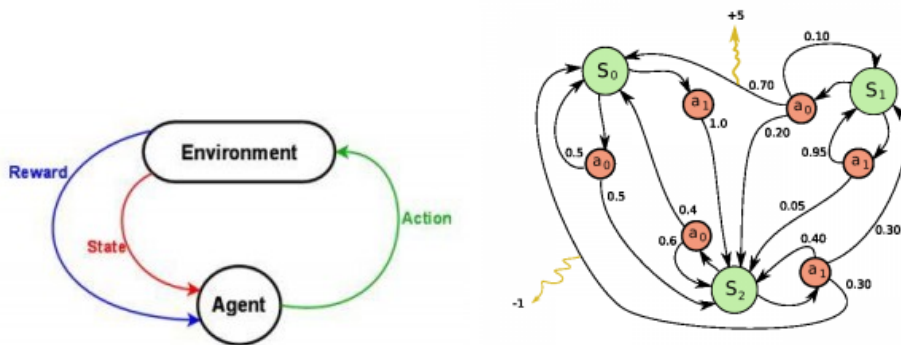 Environment
Reward
Action
State
Agent
+5
0.10
S0
0.70
S1
a1
a0
1.0
0.20
0.5
a0
0.95
a1
0.5
0.05
0.4
a0
0.30
0.6
0.40
a1
S2
0.30
-1